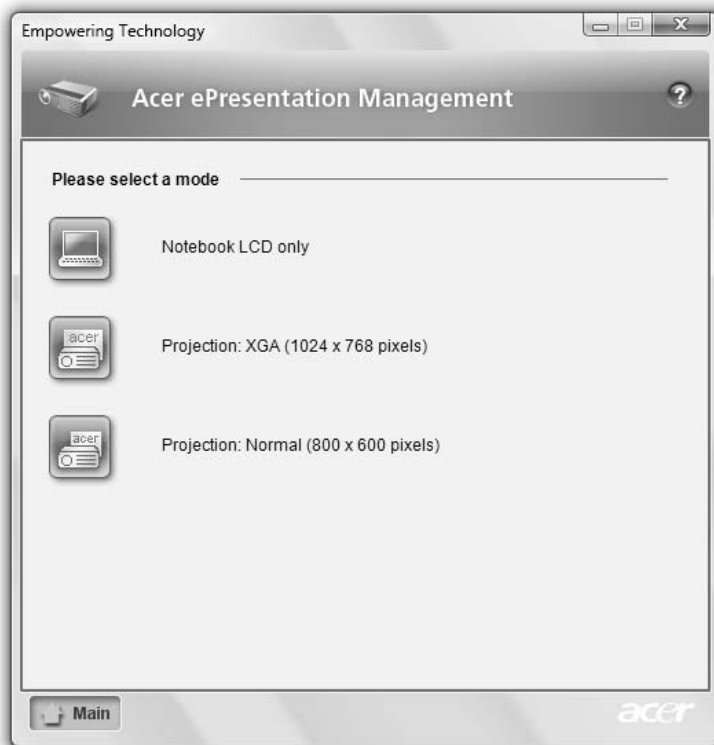 Empowering Technology
Acer ePresentation Management
?
Please select a mode
Notebook LCD only
acer
Projection: XGA (1024 x 768 pixels)
acer
Projection: Normal (800 x 600 pixels)
Main
acer